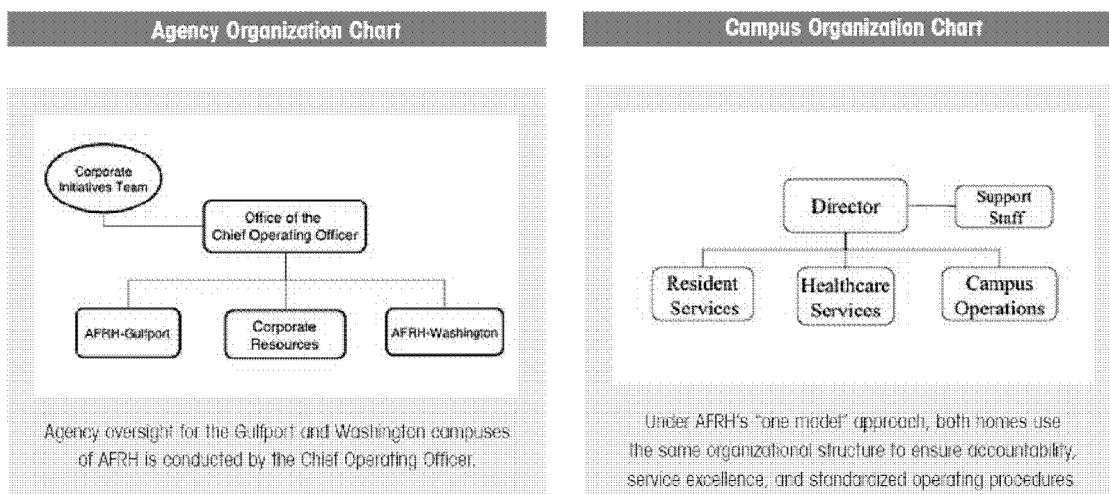 Agency Organization Chart
Corporate
Initiatives Team
Office of the
Chief Operating Officer
AFRH-Gulfport
Corporate
Resources
AFRH-Washington
Agency oversight for the Gulfport and Washington campuses
of AFRH is conducted by the Chief Operating Officer.
Campus Organization Chart
Director
Support
Staff
Resident
Services
Healthcare
Services
Campus
Operations
Under AFRH's "one model" approach, both homes use
the same organizational structure to ensure accountability,
service excellence, and standardized operating procedures